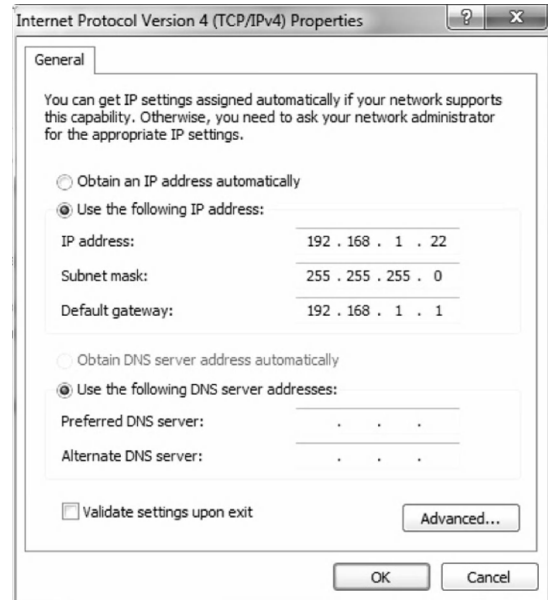 Internet Protocol Version 4 (TCP/IPv4) Properties
? X
General
You can get IP settings assigned automatically if your network supports
this capability. Otherwise, you need to ask your network administrator
for the appropriate IP settings.
Obtain an IP address automatically
Use the following IP address:
IP address: 192 . 168 . 1 . 22
Subnet mask: 255 . 255 . 255 . 0
Default gateway: 192 . 168 . 1 . 1
Obtain DNS server address automatically
Use the following DNS server addresses:
Preferred DNS server: . . .
Alternate DNS server: . . .
Validate settings upon exit
Advanced...
OK Cancel